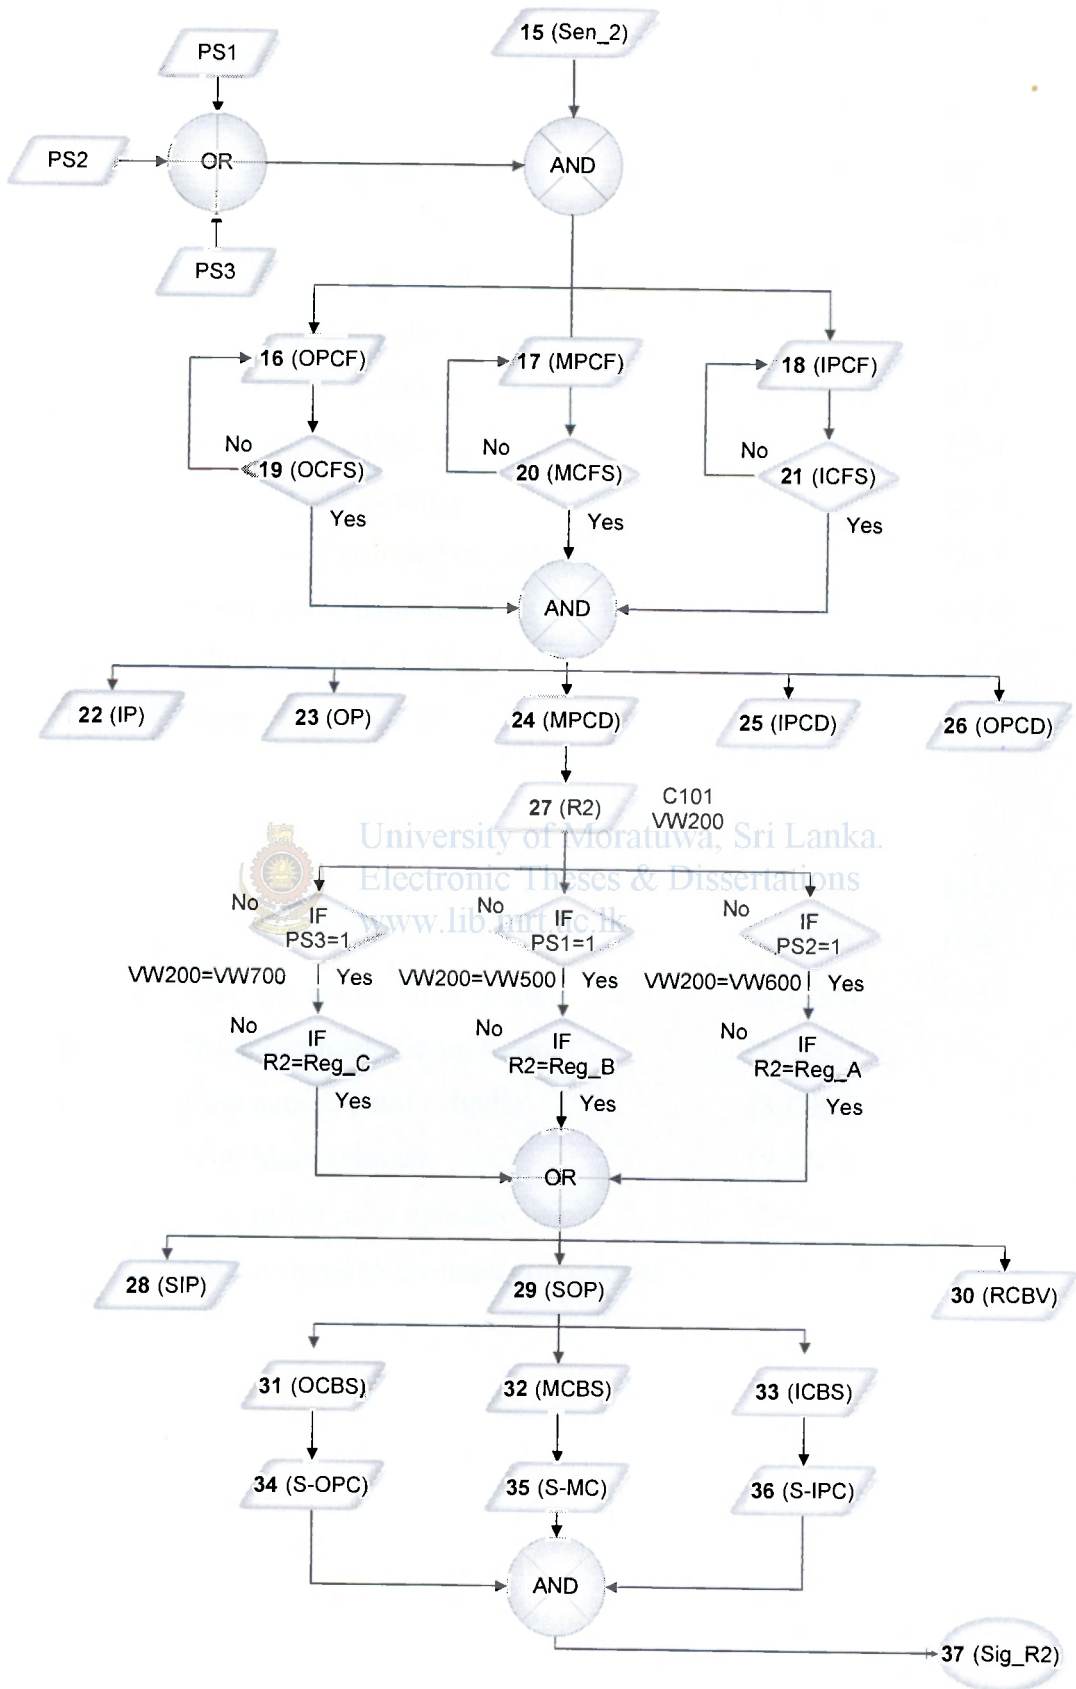 PS1
15 (Sen_2)
PS2
OR
AND
PS3
16 (OPCF)
17 (MPCF)
18 (IPCF)
No
No
No
19 (OCFS)
20 (MCFS)
21 (ICFS)
Yes
Yes
Yes
AND
22 (IP)
23 (OP)
24 (MPCD)
25 (IPCD)
26 (OPCD)
27 (R2)
C101
VW200
University of Moratuwa, Sri Lanka.
Electronic Theses & Dissertations
www.lib.mrt.ac.lk
No
IF
PS3=1
No
IF
PS1=1
No
IF
PS2=1
VW200=VW700
Yes
VW200=VW500
Yes
VW200=VW600
Yes
No
IF
R2=Reg_C
No
IF
R2=Reg_B
No
IF
R2=Reg_A
Yes
Yes
Yes
OR
28 (SIP)
29 (SOP)
30 (RCBV)
31 (OCBS)
32 (MCBS)
33 (ICBS)
34 (S-OPC)
35 (S-MC)
36 (S-IPC)
AND
37 (Sig_R2)